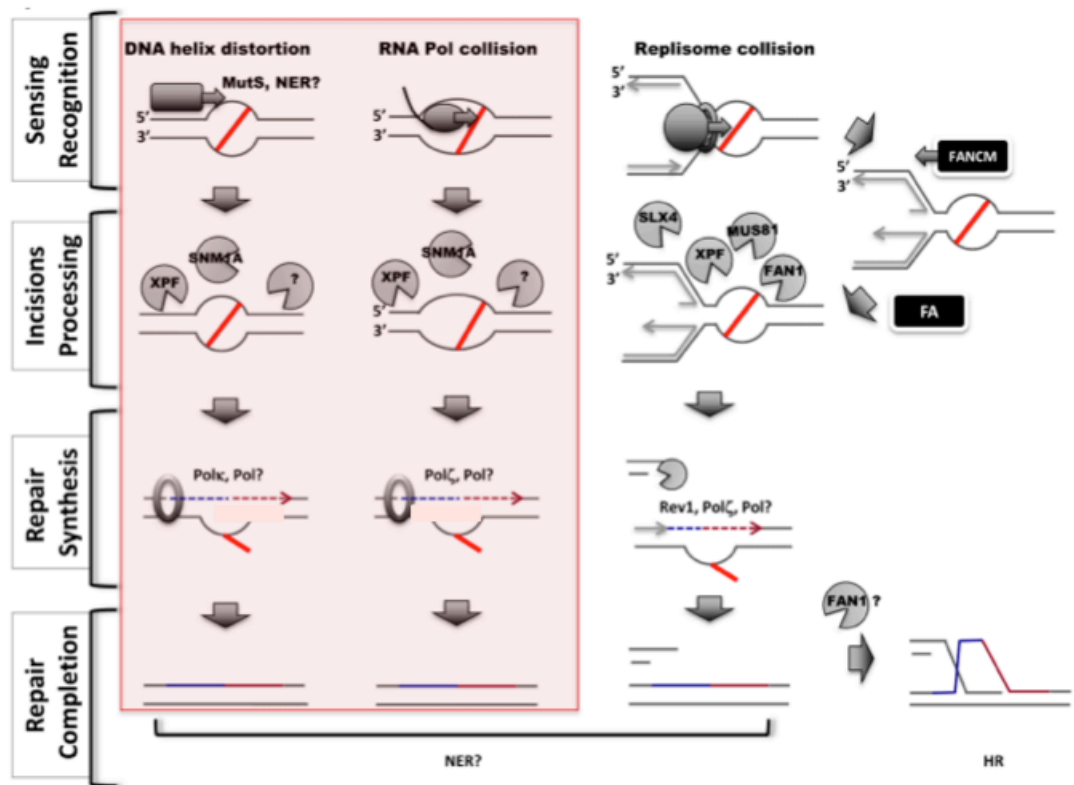 Sensing
Recognition
DNA helix distortion
RNA Pol collision
Replisome collision
MutS, NER?
5'
3'
5'
3'
FANCM
5'
3'
Incisions
Processing
SNM1A
XPF
?
SNM1A
XPF
?
5'
3'
SLX4
MUS81
XPF
FAN1
5'
3'
FA
Repair
Synthesis
Polκ, Pol?
Polζ, Pol?
Rev1, Polζ, Pol?
Repair
Completion
FAN1 ?
NER?
HR